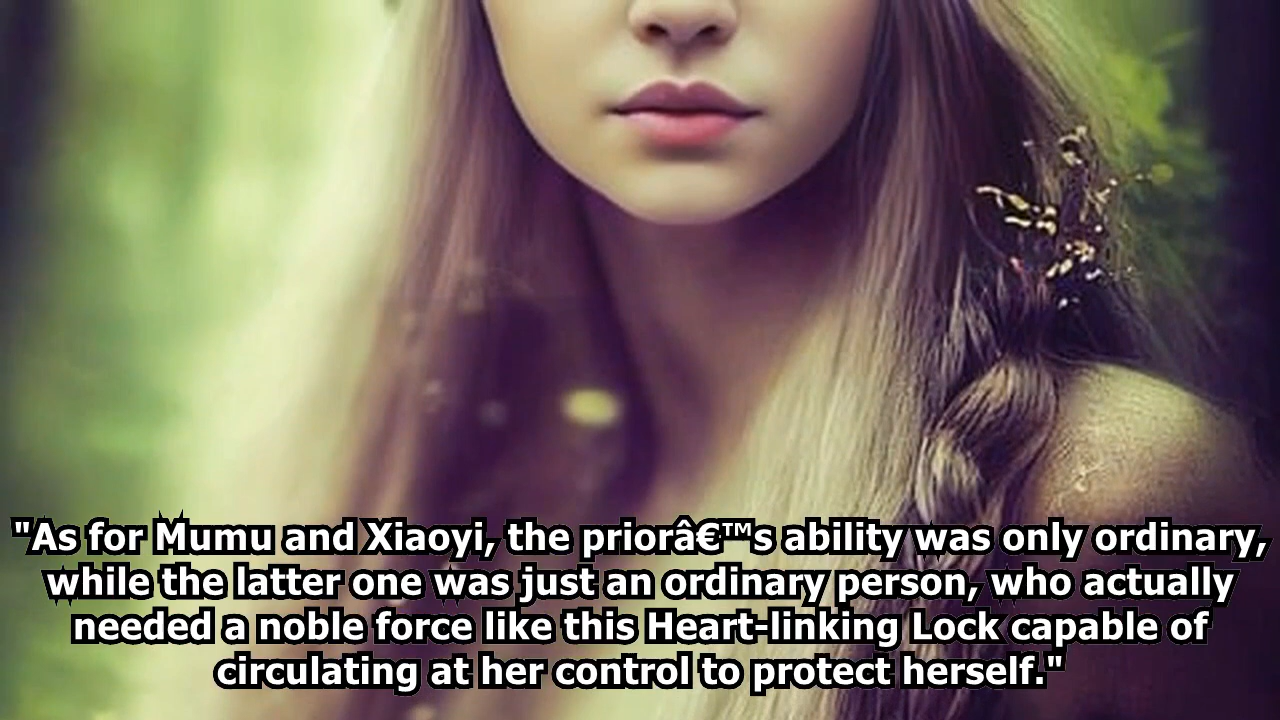 "As for Mumu and Xiaoyi, the priorâ€™s ability was only ordinary,
while the latter one was just an ordinary person, who actually
needed a noble force like this Heart-linking Lock capable of
circulating at her control to protect herself."